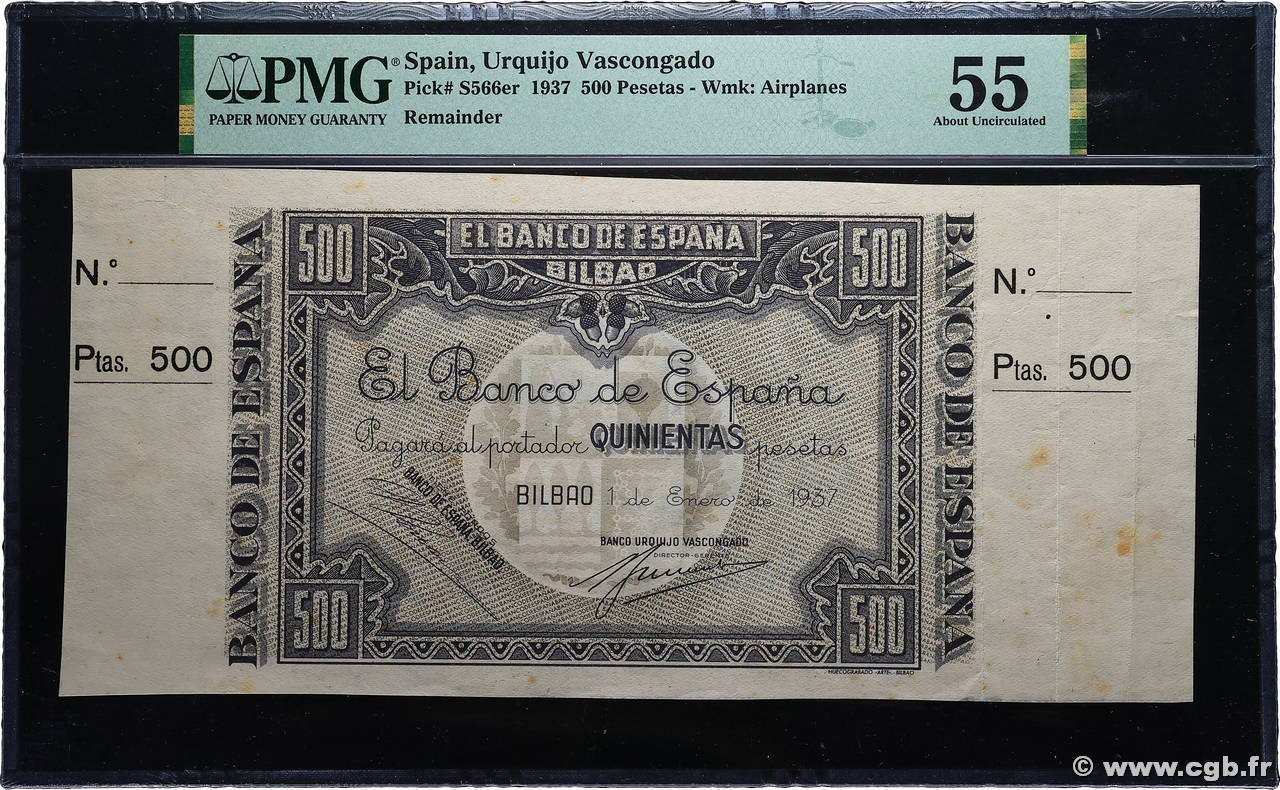 PMG®
PAPER MONEY GUARANTY
Spain, Urquijo Vascongado
Pick# S566er 1937 500 Pesetas - Wmk: Airplanes
Remainder
55
About Uncirculated
N.º
Ptas. 500
BANCO DE ESPAÑA
500
EL BANCO DE ESPAÑA
BILBAO
500
El Banco de España
Pagará al portador QUINIENTAS pesetas
BILBAO 1 de Enero de 1937
BANCO DE ESPAÑA-BILBAO
BANCO URQUIJO VASCONGADO
DIRECTOR-GERENTE
500
500
HUECOGRABADO -ARTE- - BILBAO
BANCO DE ESPAÑA
N.º
Ptas. 500
© www.cgb.fr